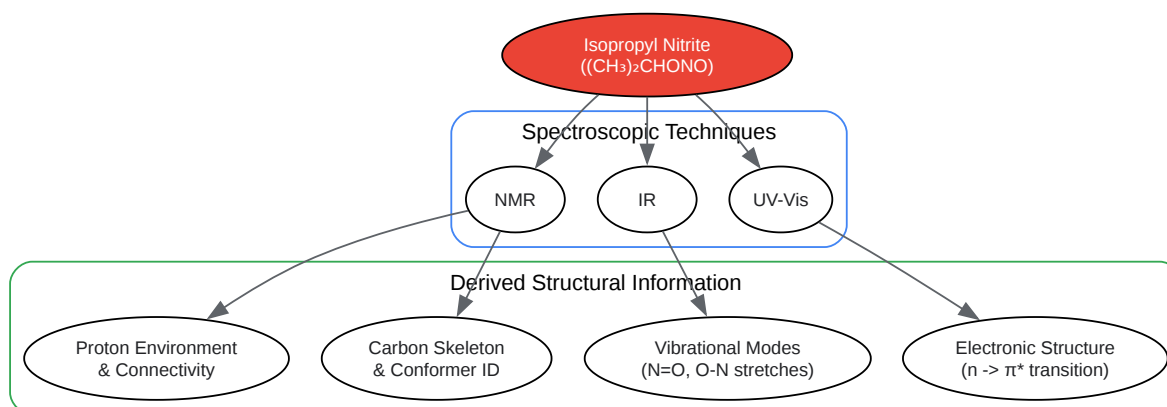 Isopropyl Nitrite
((CH₃)₂CHONO)
Spectroscopic Techniques
NMR
IR
UV-Vis
Derived Structural Information
Proton Environment
& Connectivity
Carbon Skeleton
& Conformer ID
Vibrational Modes
(N=O, O-N stretches)
Electronic Structure
(n -> π* transition)